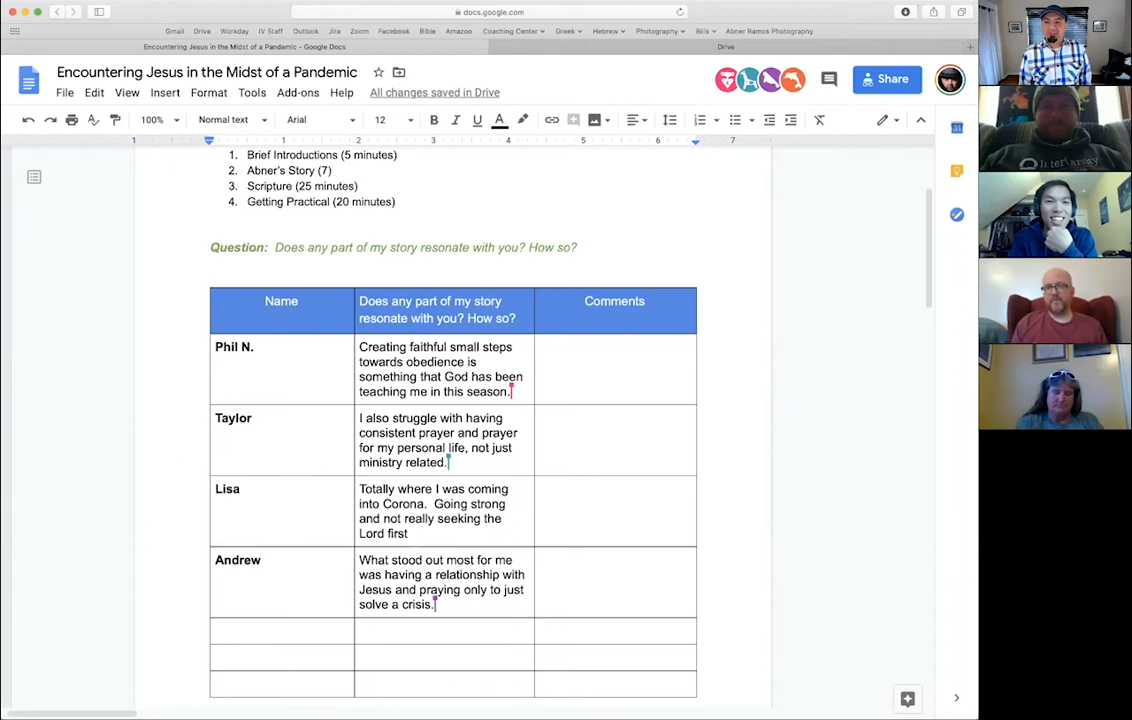 docs.google.com
Gmail Drive Workday IV Staff Outlook Jira Zoom Facebook Bible Amazon Coaching Center Greek Hebrew Photography Bills Abner Ramos Photography
Encountering Jesus in the Midst of a Pandemic - Google Docs
Drive
Encountering Jesus in the Midst of a Pandemic
Share
File Edit View Insert Format Tools Add-ons Help All changes saved in Drive
100% Normal text Arial 12 B I U A
1 1 2 3 4 5 6 7
1. Brief Introductions (5 minutes)
2. Abner's Story (7)
3. Scripture (25 minutes)
4. Getting Practical (20 minutes)
Question: Does any part of my story resonate with you? How so?
Name
Does any part of my story
resonate with you? How so?
Comments
Phil N.
Creating faithful small steps
towards obedience is
something that God has been
teaching me in this season.
Taylor
I also struggle with having
consistent prayer and prayer
for my personal life, not just
ministry related.
Lisa
Totally where I was coming
into Corona. Going strong
and not really seeking the
Lord first
Andrew
What stood out most for me
was having a relationship with
Jesus and praying only to just
solve a crisis.